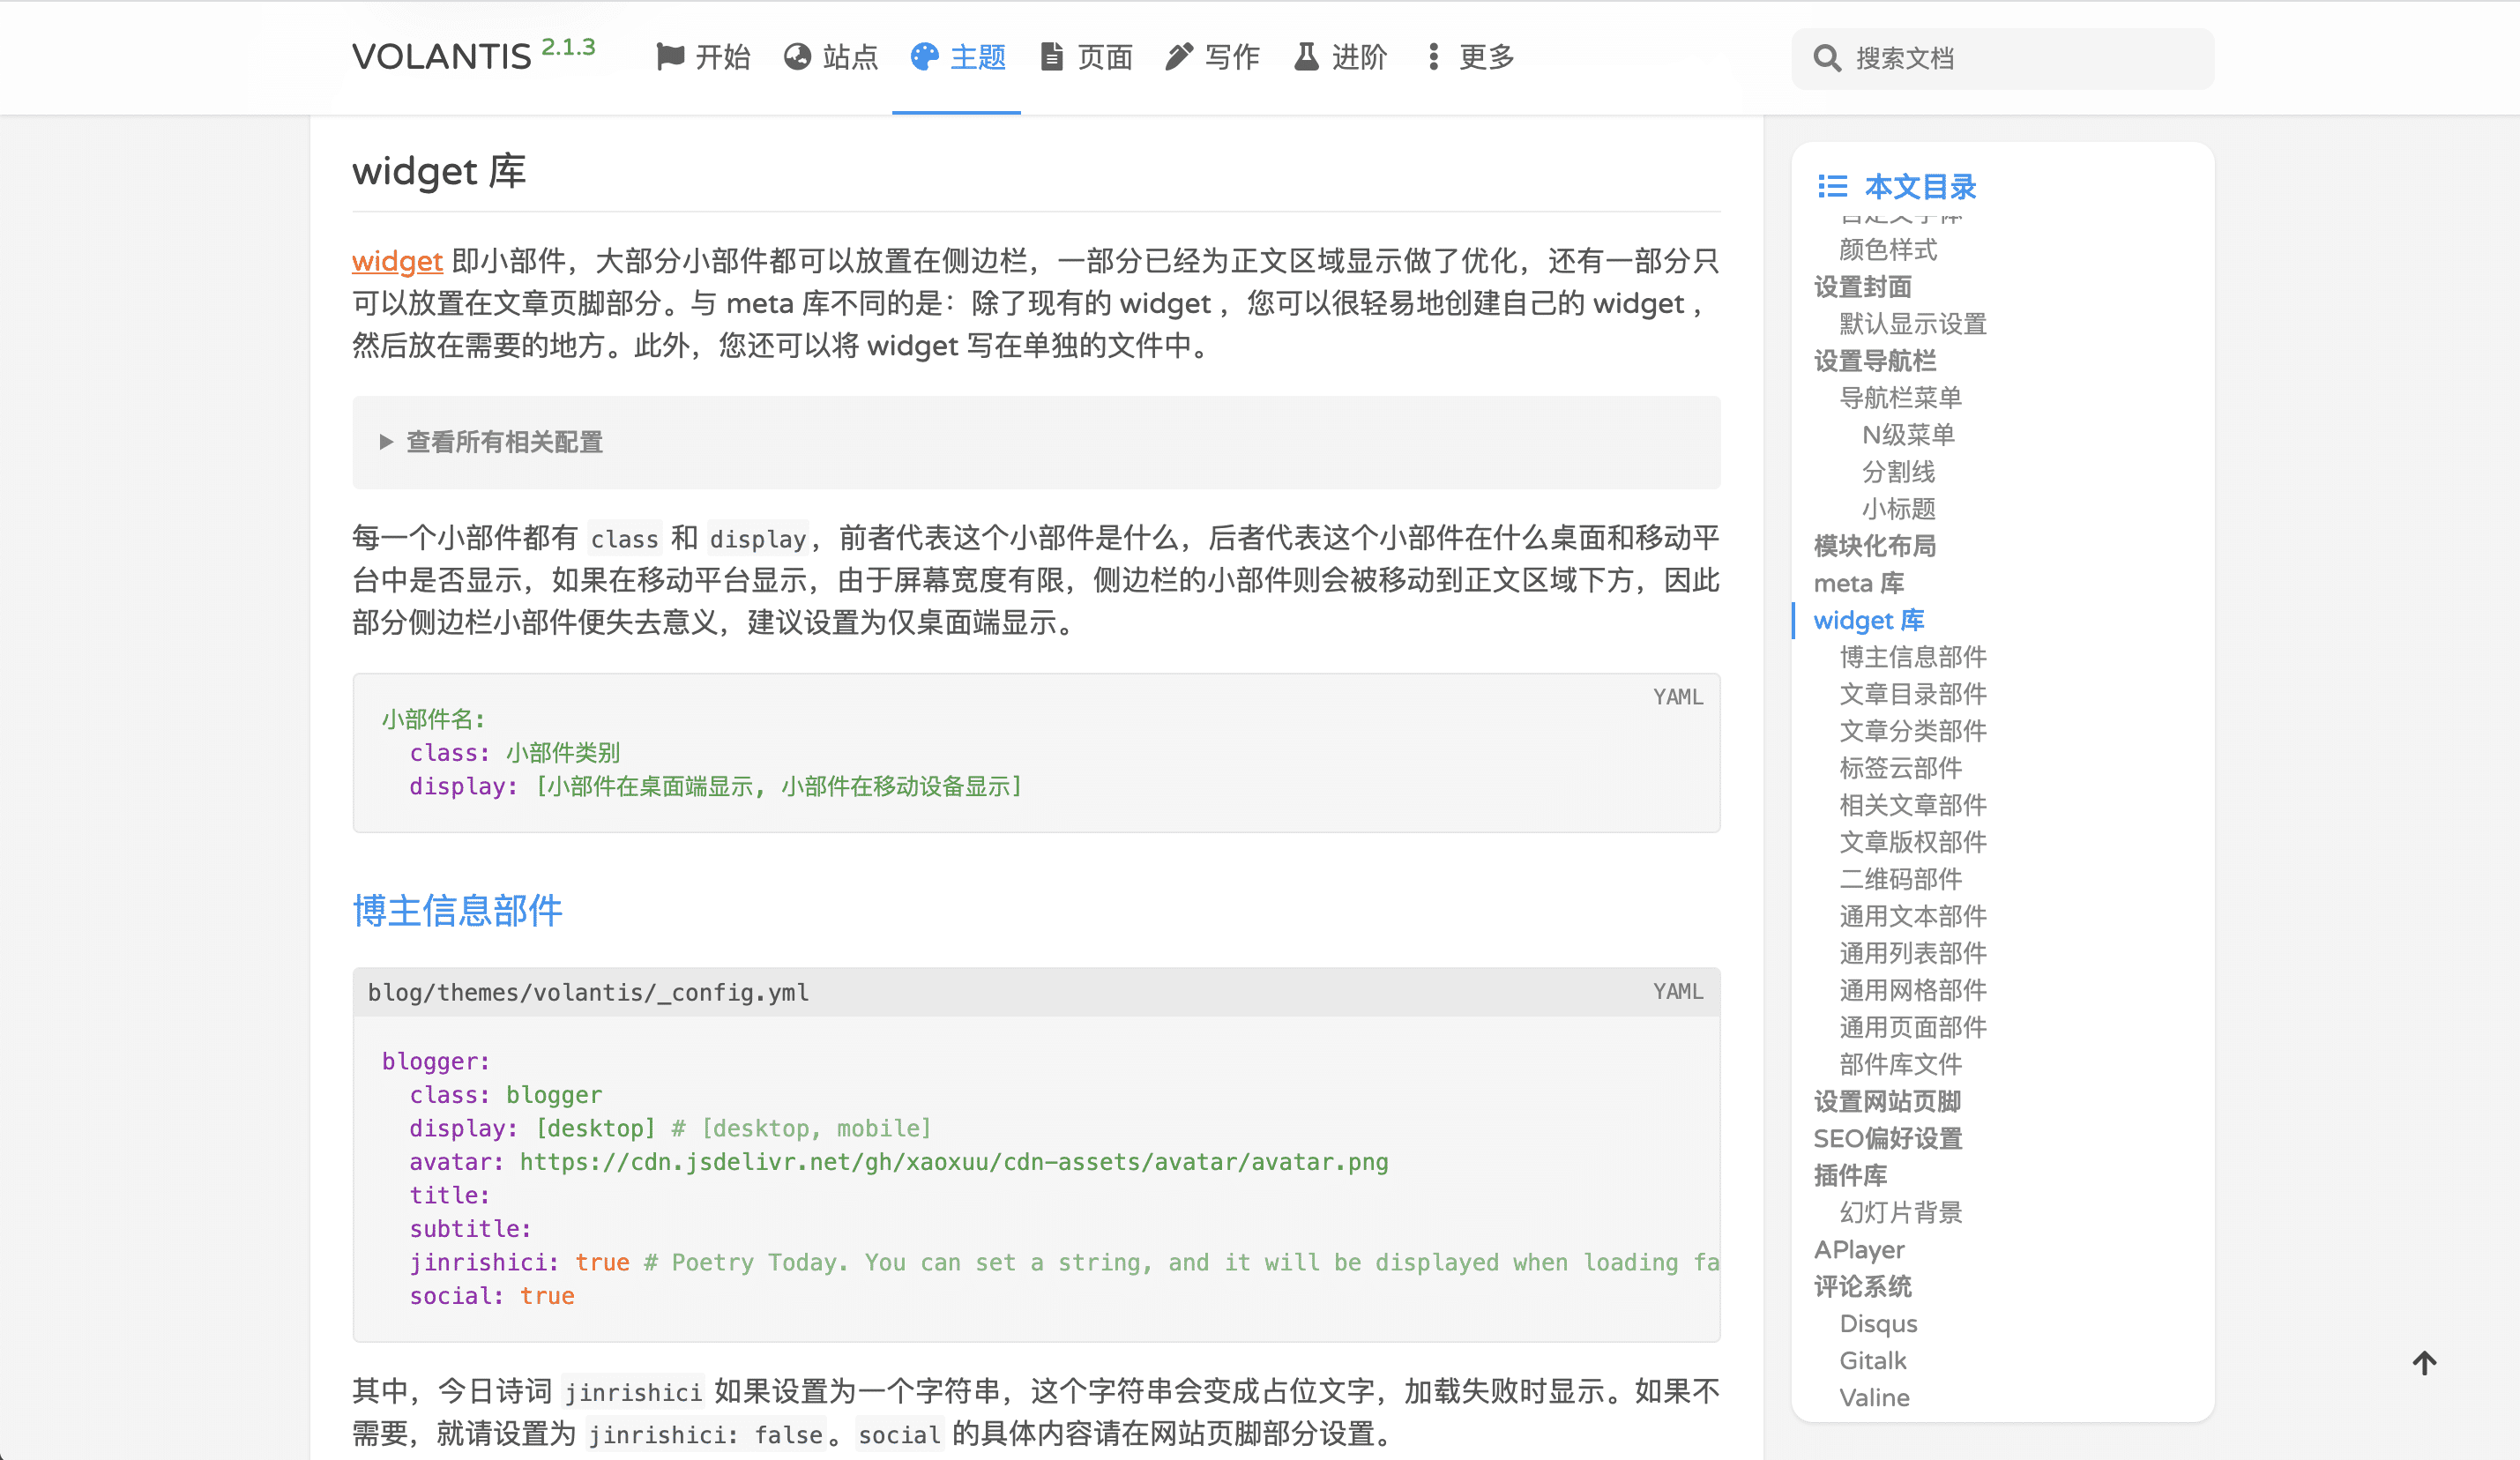 VOLANTIS 2.1.3 开始 站点 主题 页面 写作 进阶 更多 搜索文档
widget 库
widget 即小部件，大部分小部件都可以放置在侧边栏，一部分已经为正文区域显示做了优化，还有一部分只
可以放置在文章页脚部分。与 meta 库不同的是：除了现有的 widget ，您可以很轻易地创建自己的 widget ，
然后放在需要的地方。此外，您还可以将 widget 写在单独的文件中。
查看所有相关配置
每一个小部件都有 class 和 display，前者代表这个小部件是什么，后者代表这个小部件在什么桌面和移动平
台中是否显示，如果在移动平台显示，由于屏幕宽度有限，侧边栏的小部件则会被移动到正文区域下方，因此
部分侧边栏小部件便失去意义，建议设置为仅桌面端显示。
YAML
小部件名:
class: 小部件类别
display: [小部件在桌面端显示, 小部件在移动设备显示]
博主信息部件
blog/themes/volantis/_config.yml YAML
blogger:
class: blogger
display: [desktop] # [desktop, mobile]
avatar: https://cdn.jsdelivr.net/gh/xaoxuu/cdn-assets/avatar/avatar.png
title:
subtitle:
jinrishici: true # Poetry Today. You can set a string, and it will be displayed when loading fa
social: true
其中，今日诗词 jinrishici 如果设置为一个字符串，这个字符串会变成占位文字，加载失败时显示。如果不
需要，就请设置为 jinrishici: false。social 的具体内容请在网站页脚部分设置。
本文目录
自定义字体
颜色样式
设置封面
默认显示设置
设置导航栏
导航栏菜单
N级菜单
分割线
小标题
模块化布局
meta 库
widget 库
博主信息部件
文章目录部件
文章分类部件
标签云部件
相关文章部件
文章版权部件
二维码部件
通用文本部件
通用列表部件
通用网格部件
通用页面部件
部件库文件
设置网站页脚
SEO偏好设置
插件库
幻灯片背景
APlayer
评论系统
Disqus
Gitalk
Valine